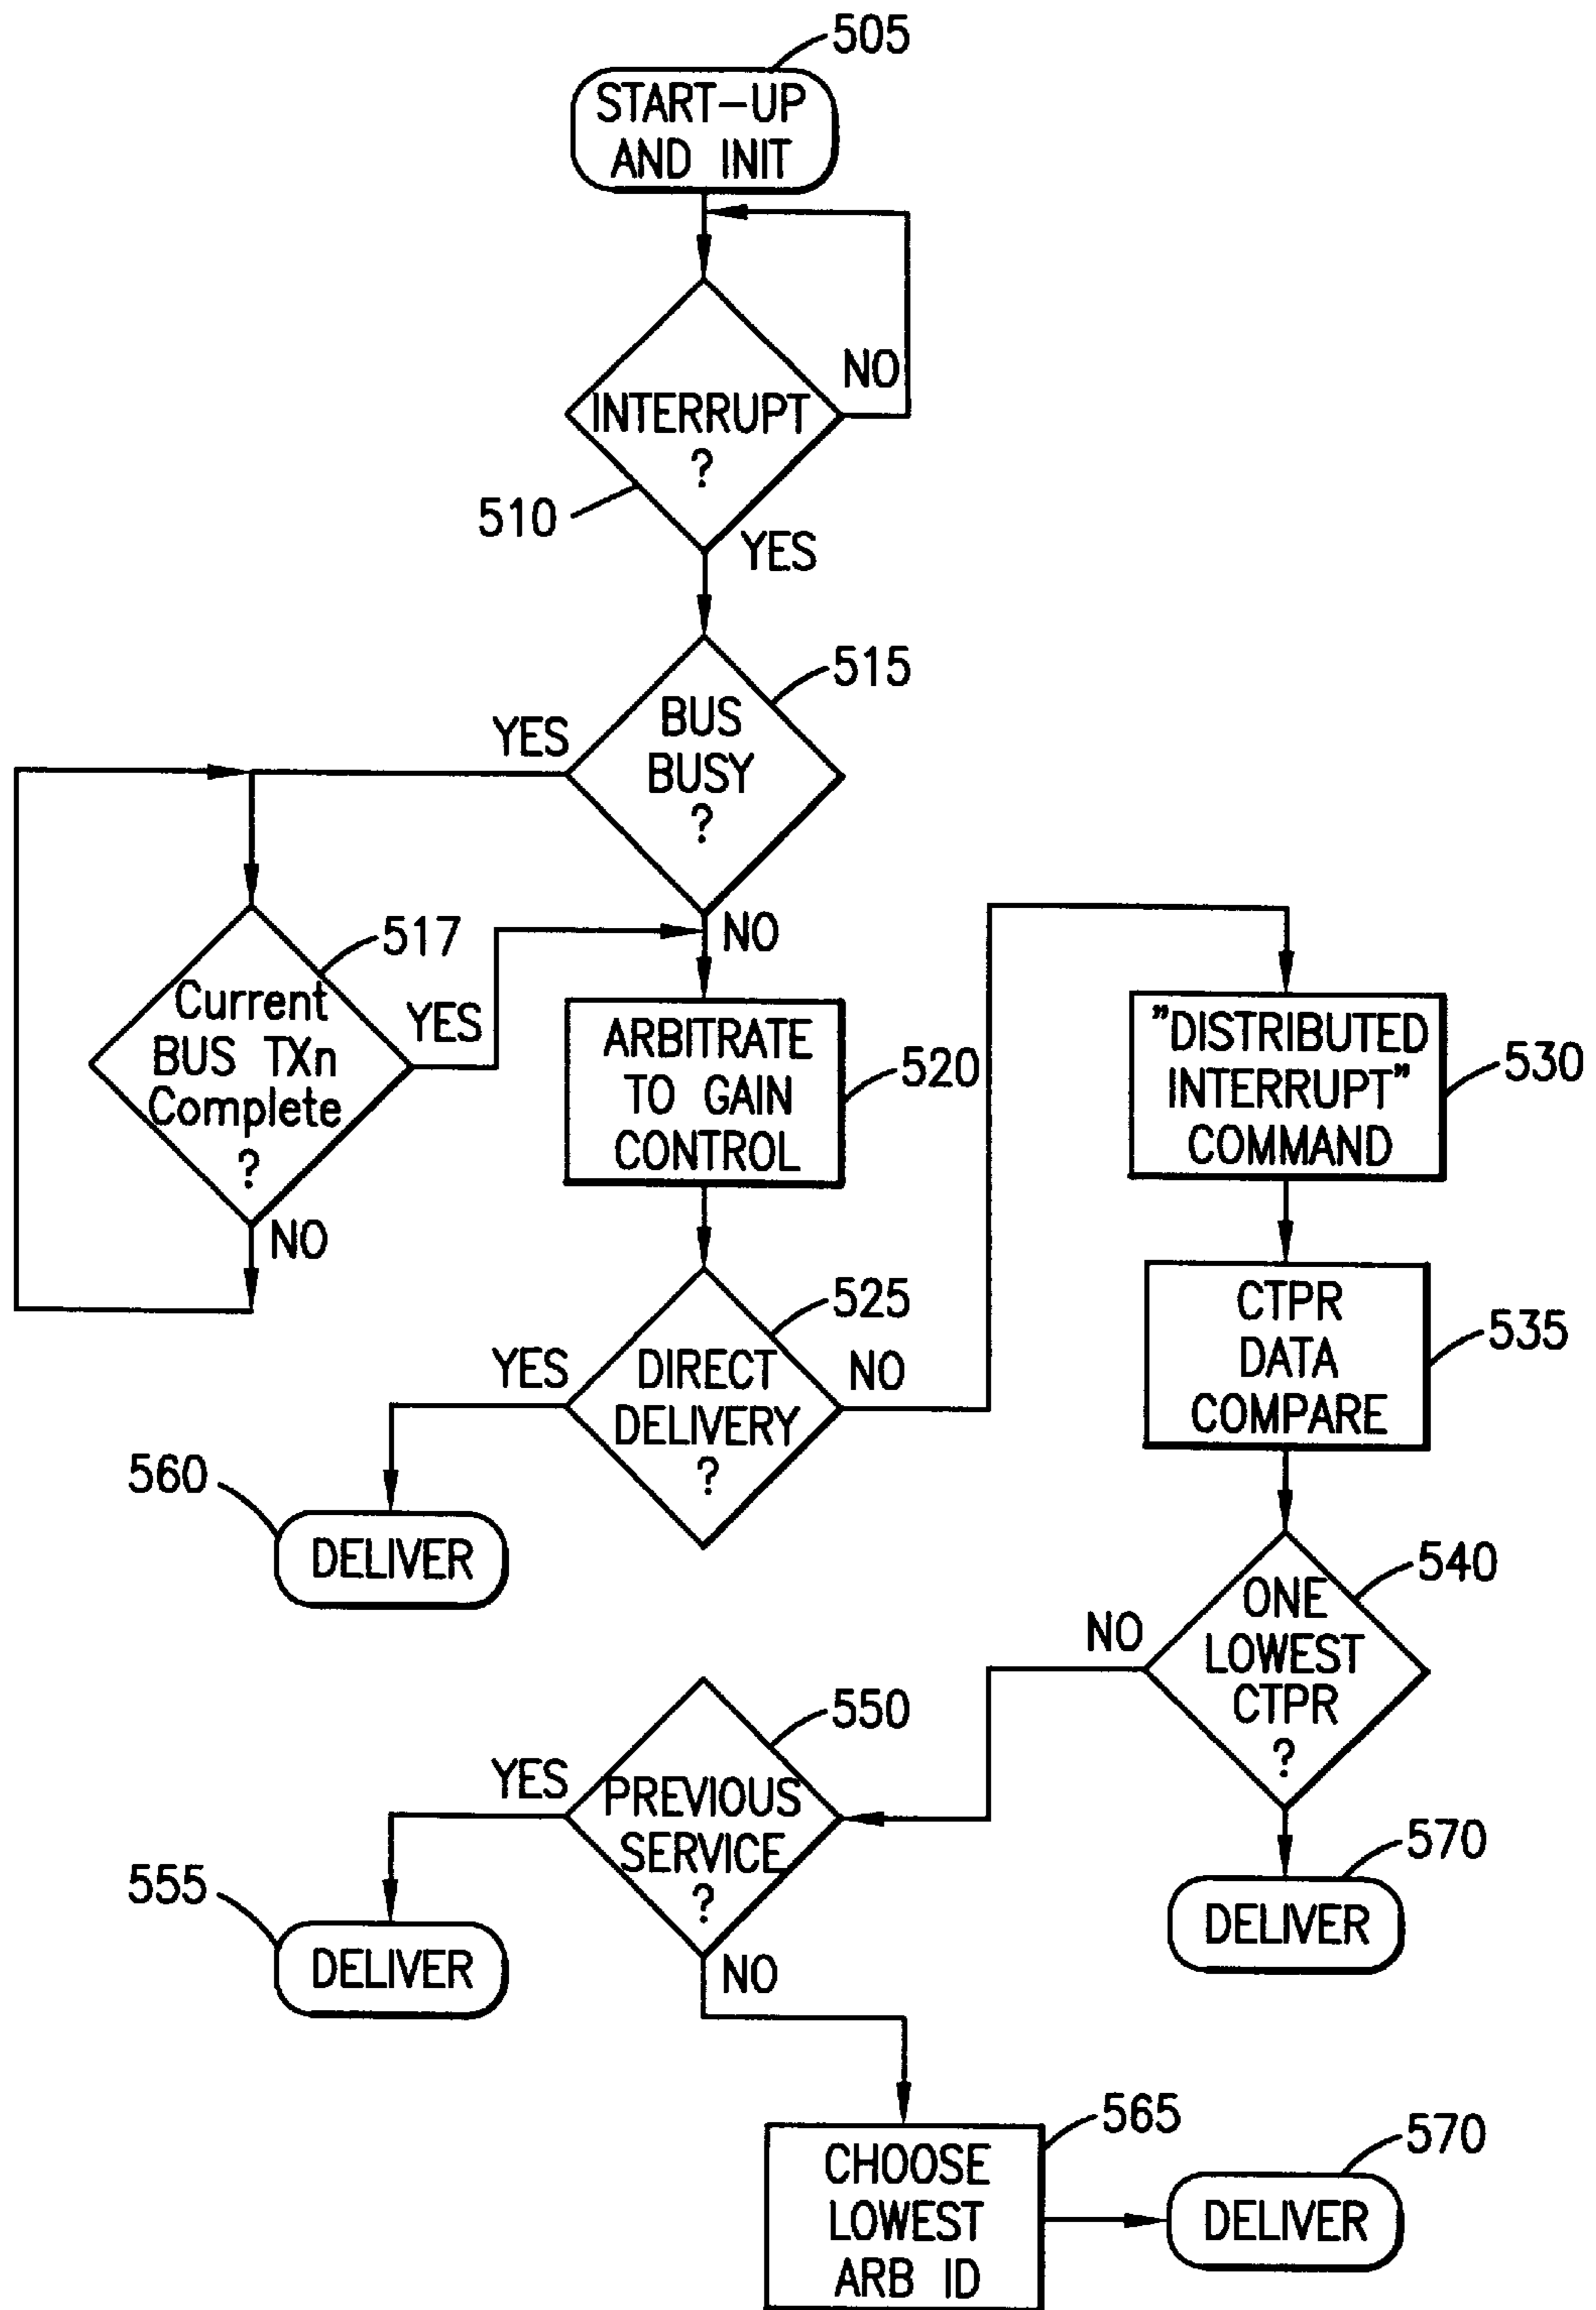 505
START-UP
AND INIT
NO
INTERRUPT
?
510
YES
515
BUS
BUSY
?
YES
NO
517
Current
BUS TXn
Complete
?
YES
NO
ARBITRATE
TO GAIN
CONTROL
520
"DISTRIBUTED
INTERRUPT"
COMMAND
530
525
DIRECT
DELIVERY
?
YES
NO
CTPR
DATA
COMPARE
535
560
DELIVER
540
ONE
LOWEST
CTPR
?
NO
550
PREVIOUS
SERVICE
?
YES
NO
570
DELIVER
555
DELIVER
565
CHOOSE
LOWEST
ARB ID
570
DELIVER